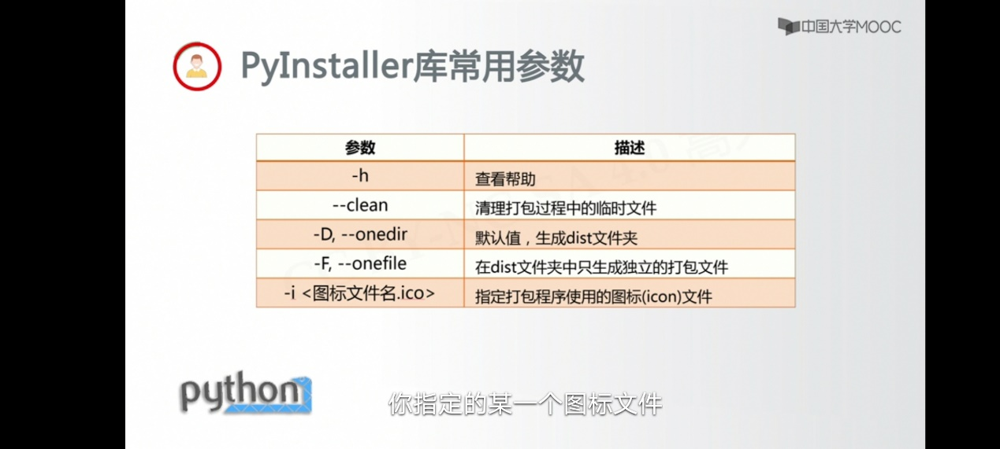 中国大学MOOC
PyInstaller库常用参数
参数 描述
-h 查看帮助
--clean 清理打包过程中的临时文件
-D, --onedir 默认值，生成dist文件夹
-F, --onefile 在dist文件夹中只生成独立的打包文件
-i <图标文件名.ico> 指定打包程序使用的图标(icon)文件
python
你指定的某一个图标文件